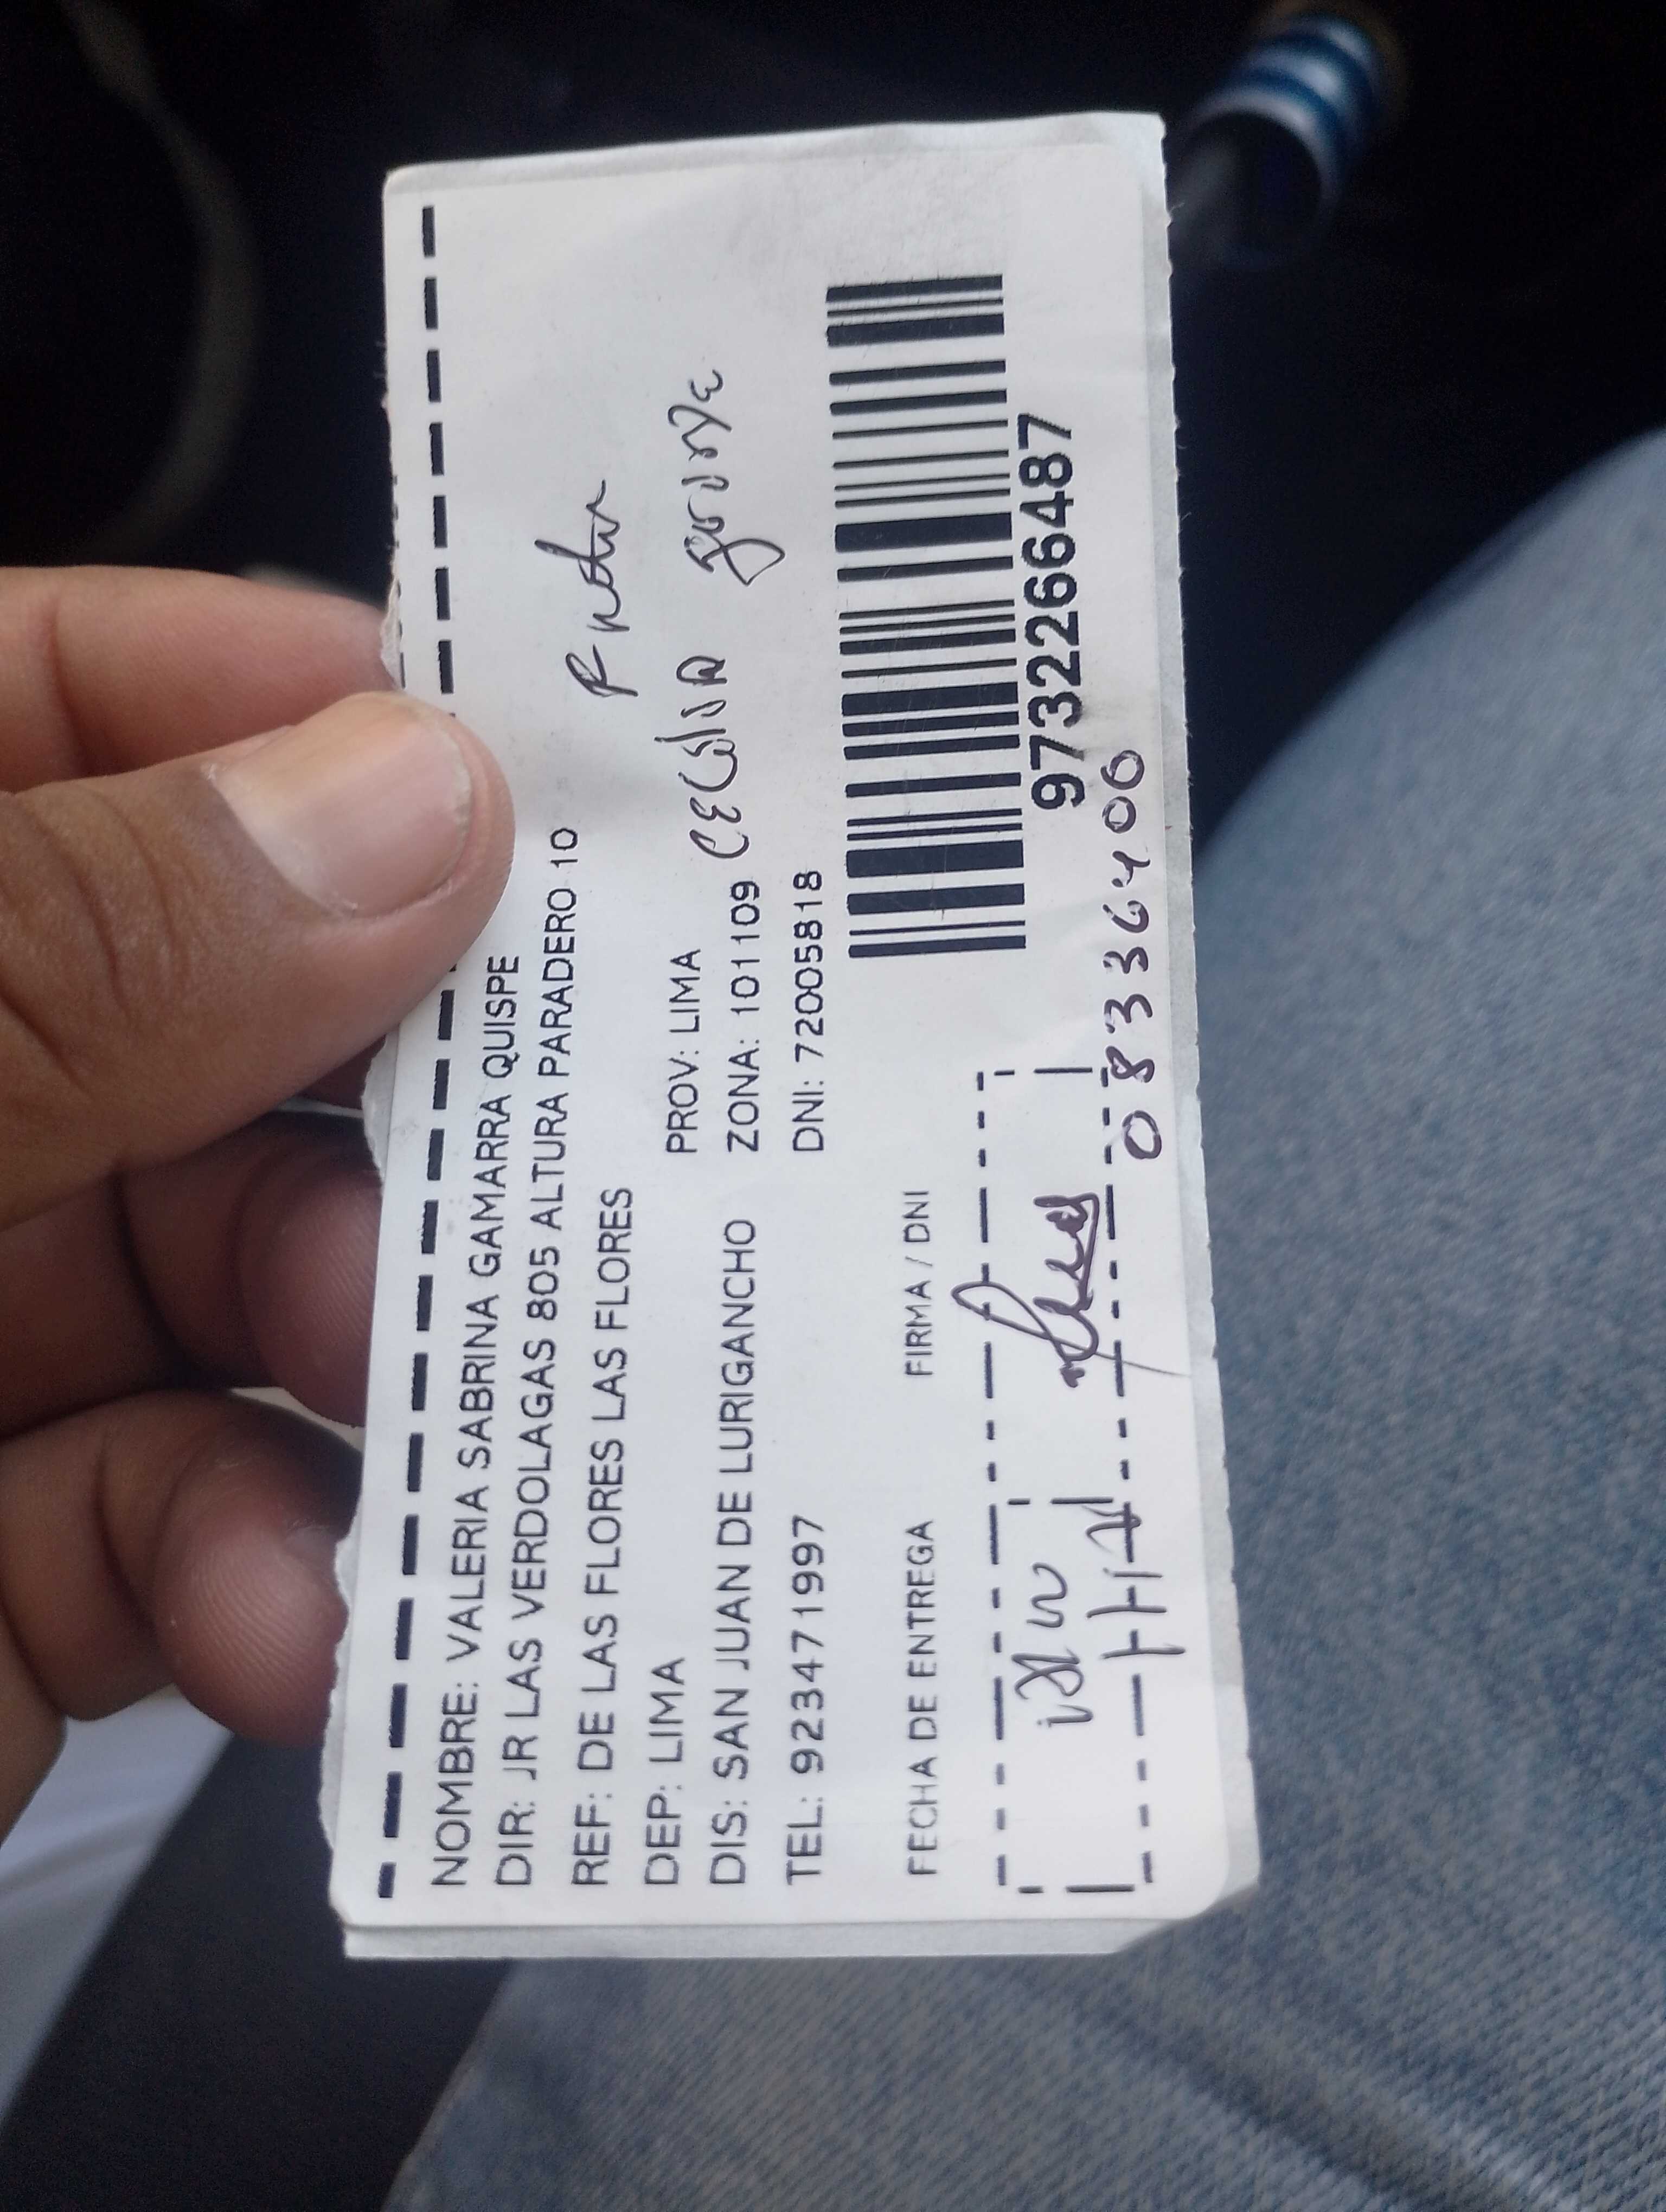 NOMBRE: VALERIA SABRINA GAMARRA QUISPE
DIR: JR LAS VERDOLAGAS 805 ALTURA PARADERO 10
REF: DE LAS FLORES LAS FLORES
DEP: LIMA PROV: LIMA
DIS: SAN JUAN DE LURIGANCHO ZONA: 101109
TEL: 923471997 DNI: 72005818
FECHA DE ENTREGA FIRMA / DNI
9732266487
08336406